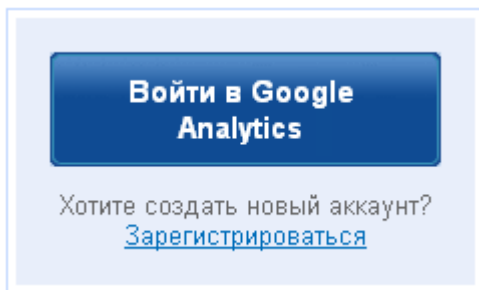 Войти в Google
Analytics
Хотите создать новый аккаунт?
Зарегистрироваться